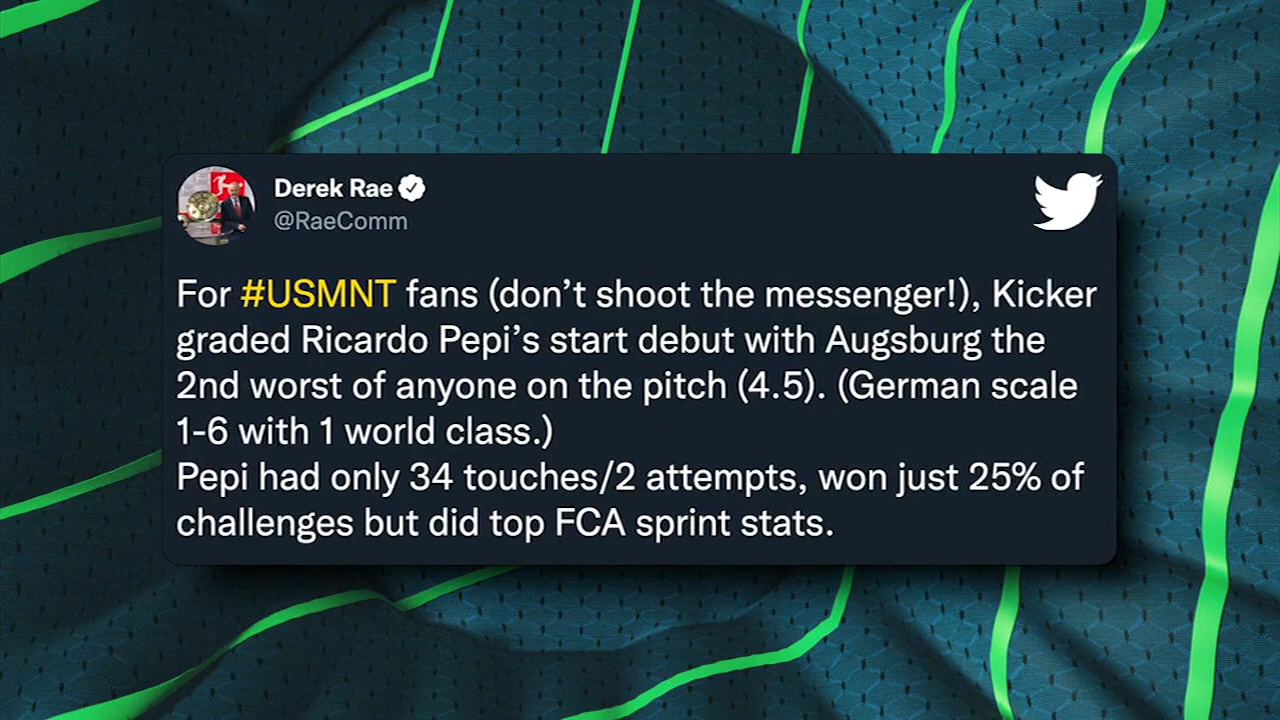 Derek Rae
@RaeComm
For #USMNT fans (don’t shoot the messenger!), Kicker
graded Ricardo Pepi’s start debut with Augsburg the
2nd worst of anyone on the pitch (4.5). (German scale
1-6 with 1 world class.)
Pepi had only 34 touches/2 attempts, won just 25% of
challenges but did top FCA sprint stats.